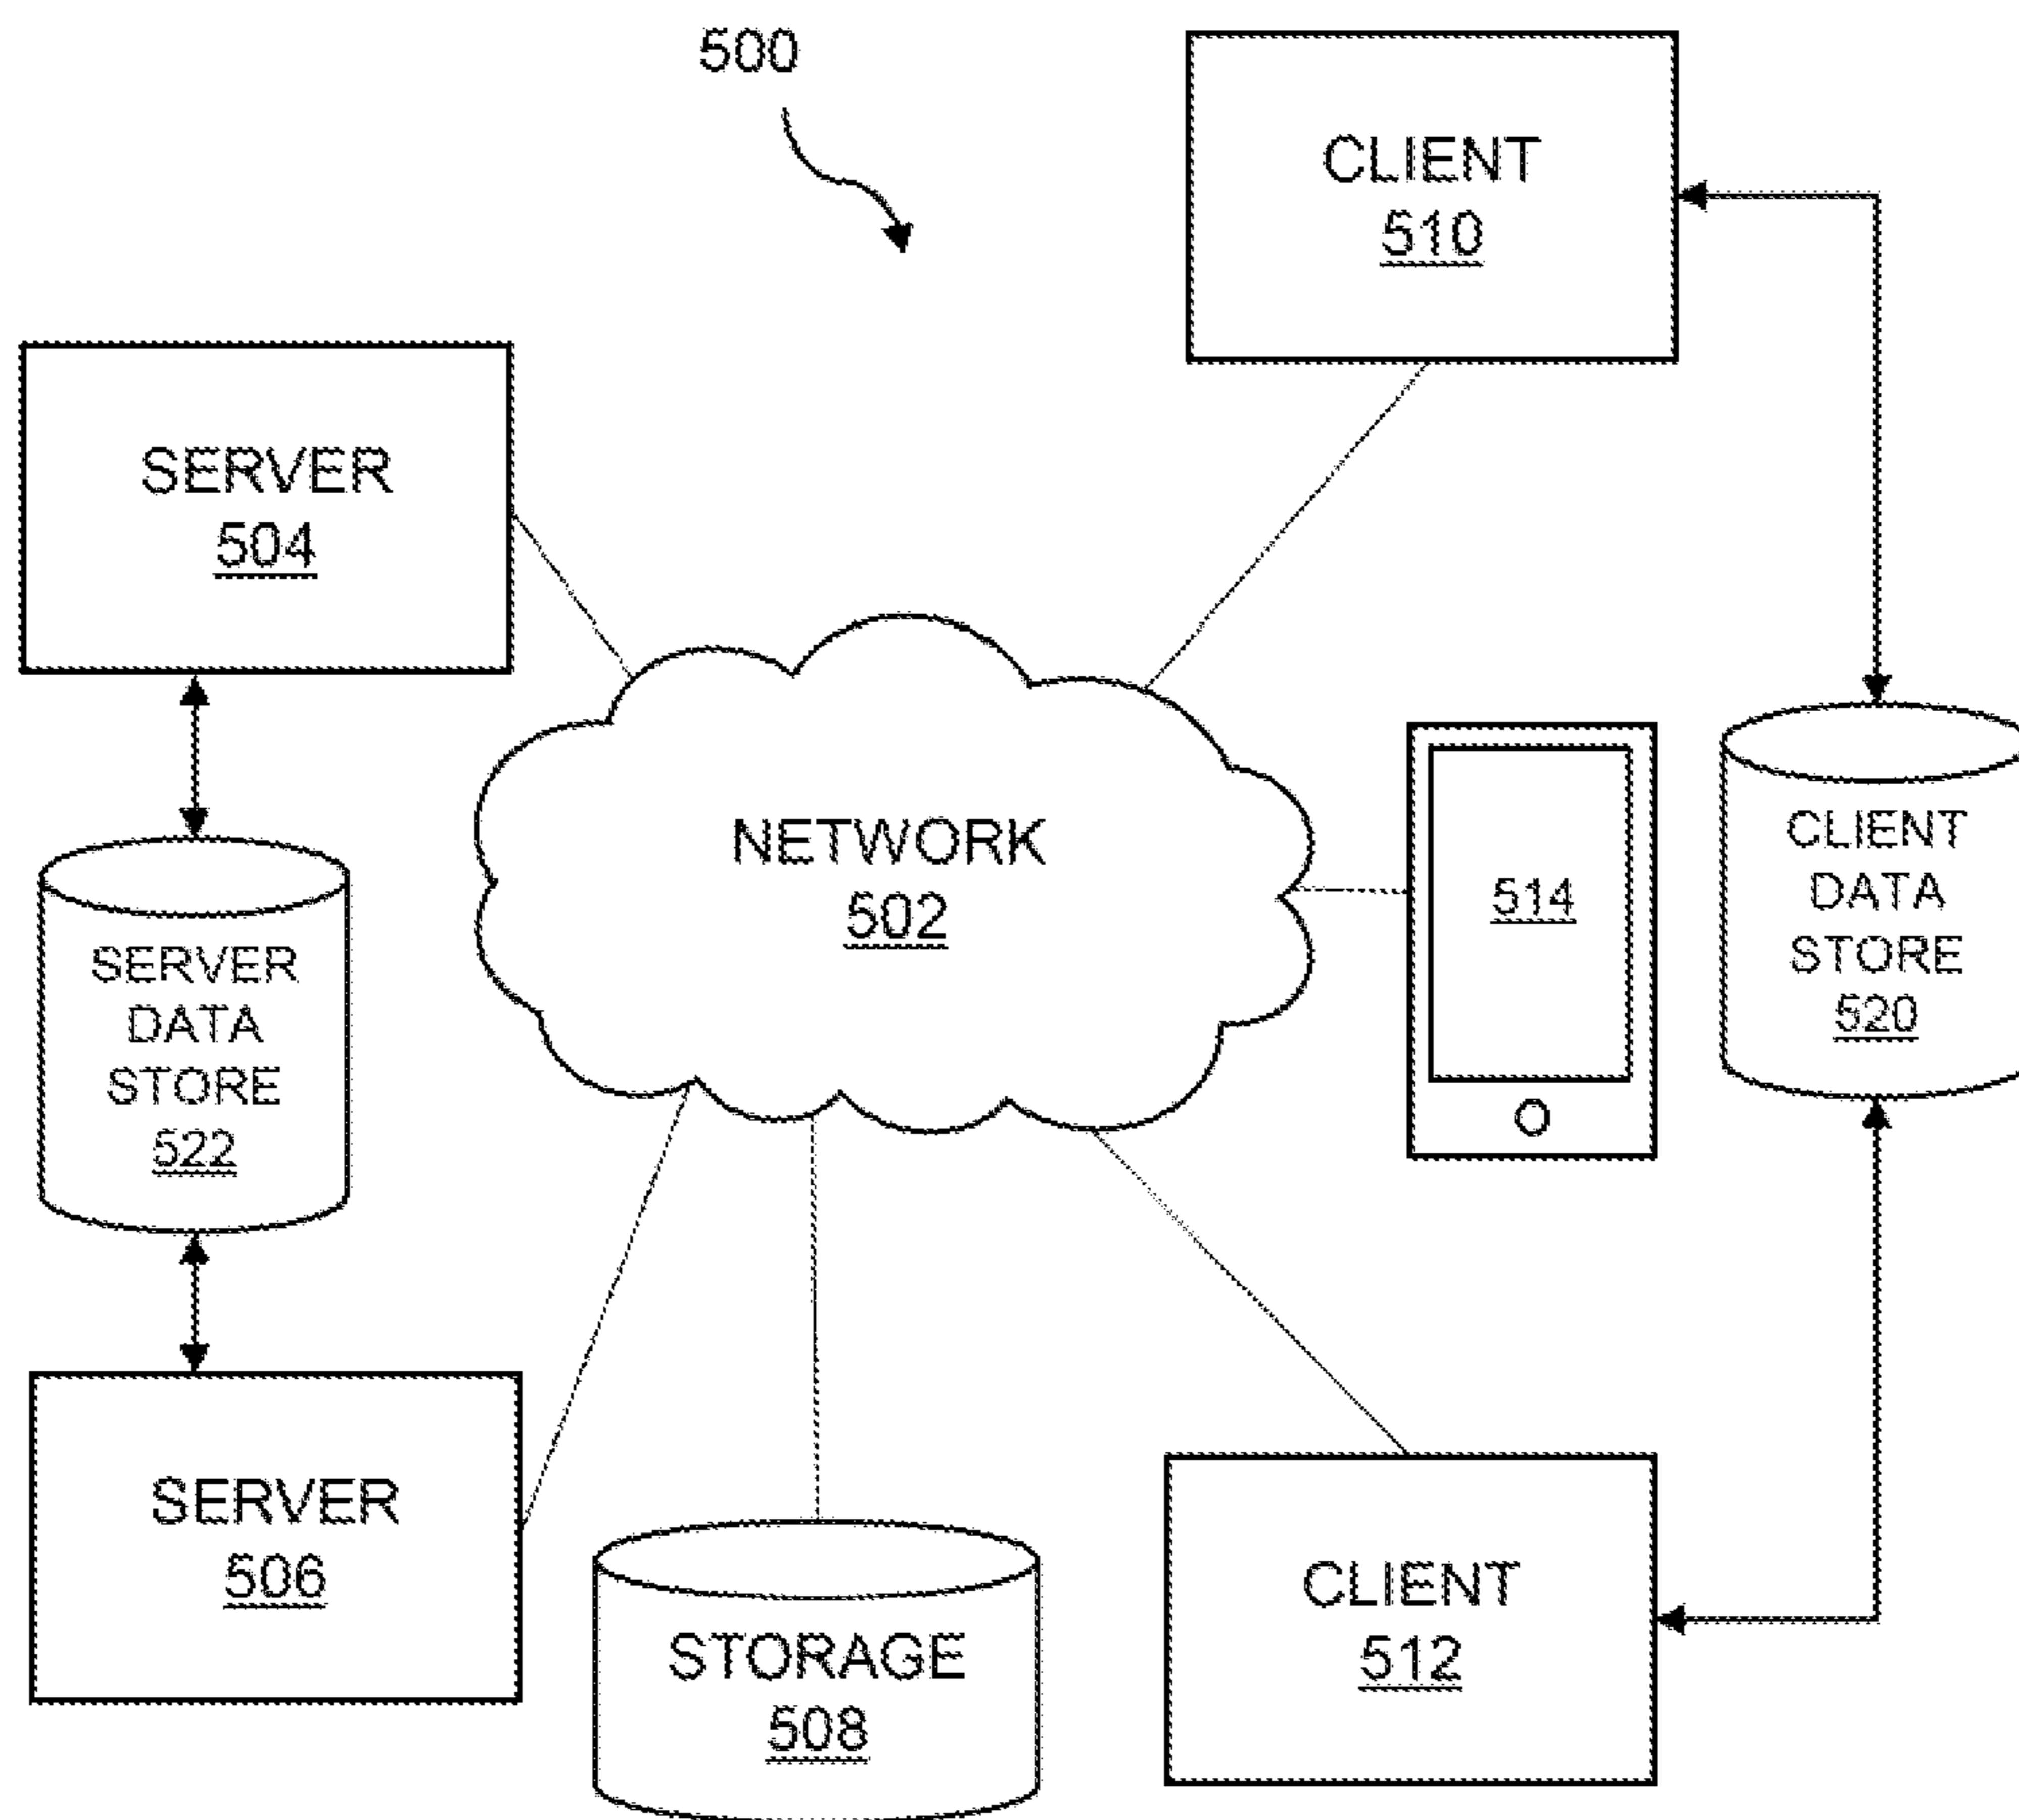 500
CLIENT
510
SERVER
504
NETWORK
502
514
CLIENT
DATA
STORE
520
SERVER
DATA
STORE
522
SERVER
506
STORAGE
508
CLIENT
512